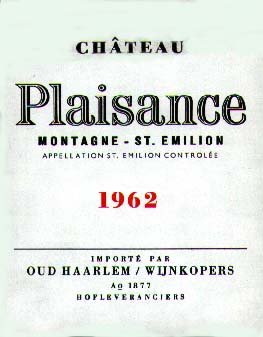 CHÂTEAU
Plaisance
MONTAGNE - ST. EMILION
APPELLATION ST. EMILION CONTROLÉE
1962
IMPORTÉ PAR
OUD HAARLEM / WIJNKOPERS
Ao 1877
HOFLEVERANCIERS